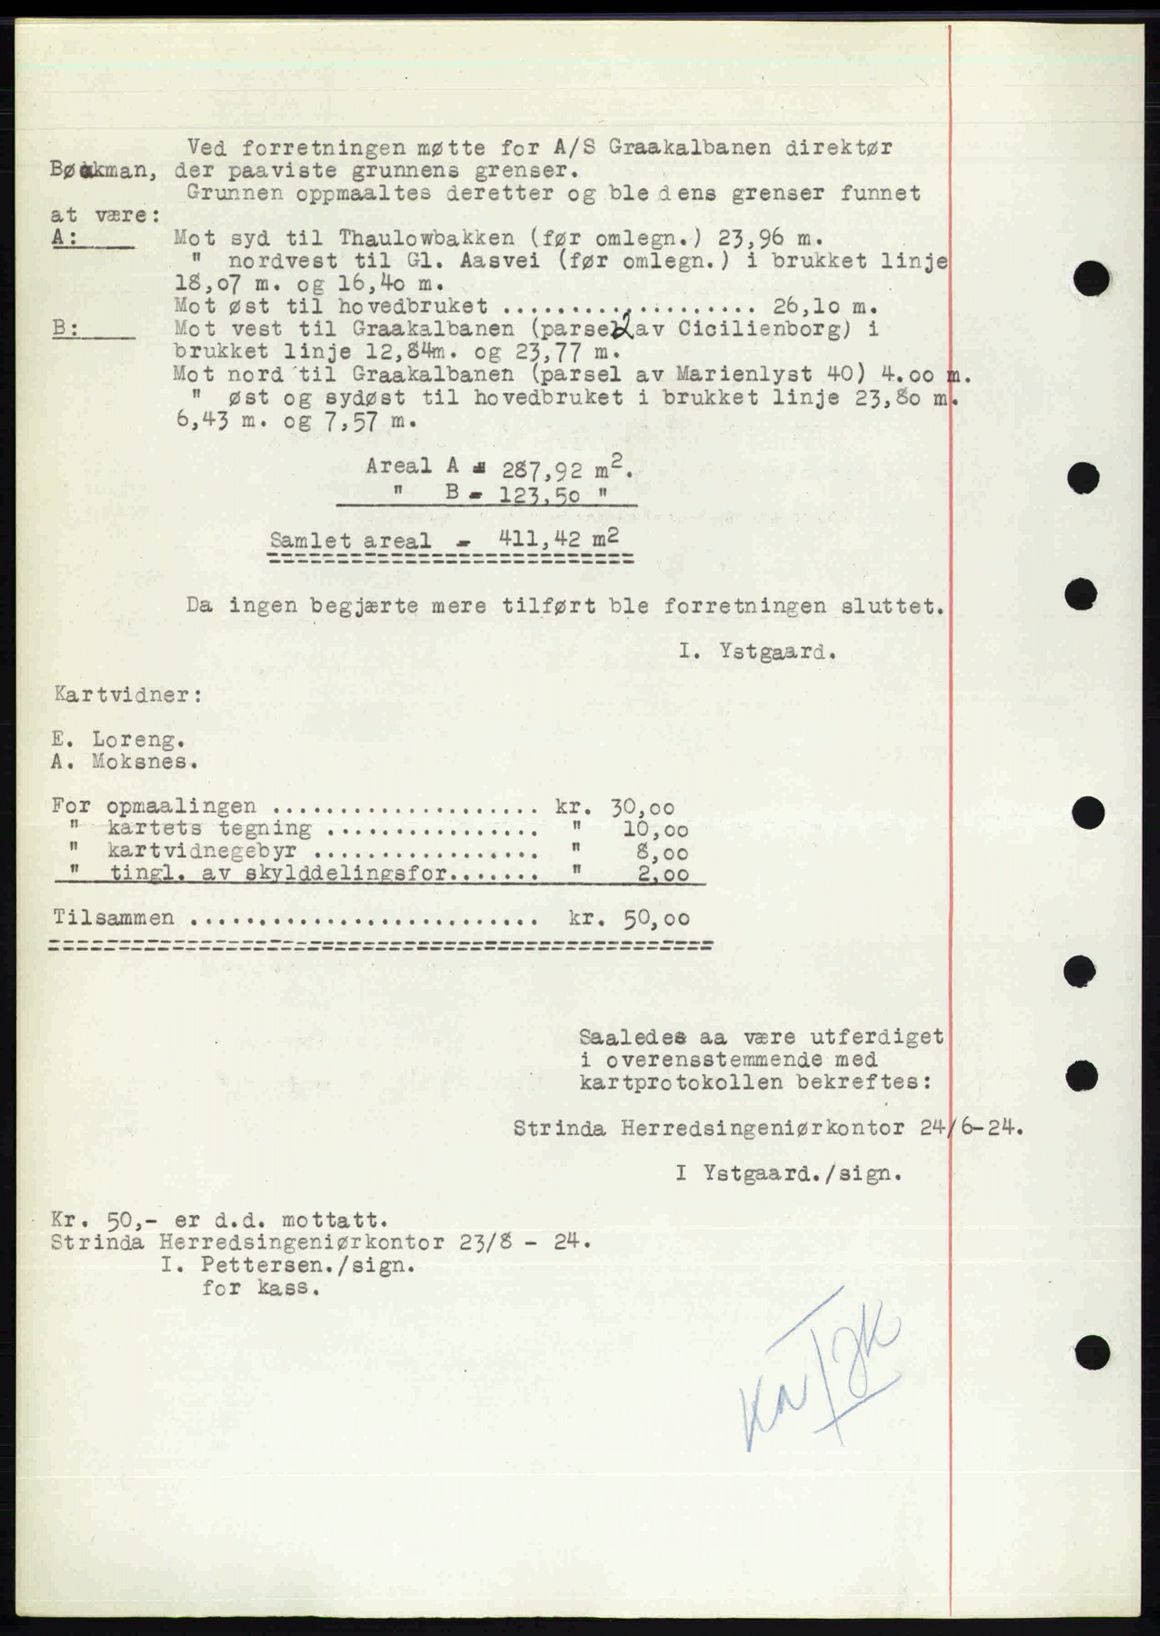 Ved forretningen møtte for A/S Graakalbanen direktør
Bøckman, der paaviste grunnens grenser.
Grunnen oppmaaltes deretter og ble dens grenser funnet
at være:
A: Mot syd til Thaulowbakken (før omlegn.) 23,96 m.
" nordvest til Gl. Aasvei (før omlegn.) i brukket linje
18,07 m. og 16,40 m.
Mot øst til hovedbruket ................... 26,10 m.
B: Mot vest til Graakalbanen (parsel 2 av Cicilienborg) i
brukket linje 12,84m. og 23,77 m.
Mot nord til Graakalbanen (parsel av Marienlyst 40) 4.00 m.
" øst og sydøst til hovedbruket i brukket linje 23,80 m.
6,43 m. og 7,57 m.
Areal A = 287,92 m2.
" B = 123,50 "
Samlet areal = 411,42 m2
Da ingen begjærte mere tilført ble forretningen sluttet.
I. Ystgaard.
Kartvidner:
E. Loreng.
A. Moksnes.
For opmaalingen .................... kr. 30,00
" kartets tegning ................ " 10,00
" kartvidnegebyr ................. " 8,00
" tingl. av skylddelingsfor....... " 2,00
Tilsammen .......................... kr. 50,00
Saaledes aa være utferdiget
i overensstemmende med
kartprotokollen bekreftes:
Strinda Herredsingeniørkontor 24/6-24.
I Ystgaard./sign.
Kr. 50,- er d.d. mottatt.
Strinda Herredsingeniørkontor 23/8 - 24.
I. Pettersen./sign.
for kass.